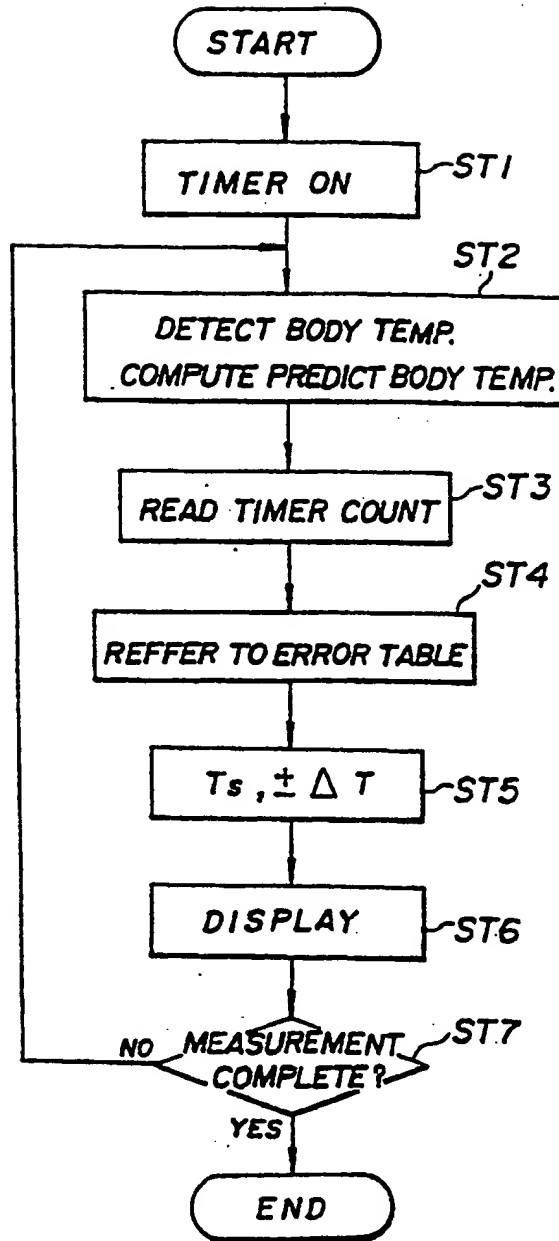 START
TIMER ON
ST1
ST2
DETECT BODY TEMP.
COMPUTE PREDICT BODY TEMP.
READ TIMER COUNT
ST3
REFFER TO ERROR TABLE
ST4
Ts, ± Δ T
ST5
DISPLAY
ST6
MEASUREMENT
COMPLETE?
ST7
NO
YES
END